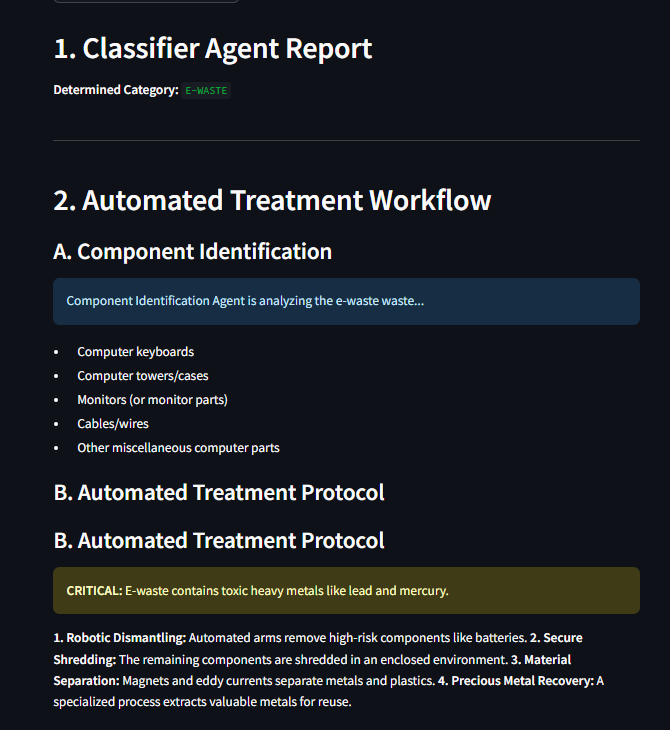 1. Classifier Agent Report
Determined Category: E-WASTE
2. Automated Treatment Workflow
A. Component Identification
Component Identification Agent is analyzing the e-waste waste...
• Computer keyboards
• Computer towers/cases
• Monitors (or monitor parts)
• Cables/wires
• Other miscellaneous computer parts
B. Automated Treatment Protocol
B. Automated Treatment Protocol
CRITICAL: E-waste contains toxic heavy metals like lead and mercury.
1. Robotic Dismantling: Automated arms remove high-risk components like batteries. 2. Secure
Shredding: The remaining components are shredded in an enclosed environment. 3. Material
Separation: Magnets and eddy currents separate metals and plastics. 4. Precious Metal Recovery: A
specialized process extracts valuable metals for reuse.